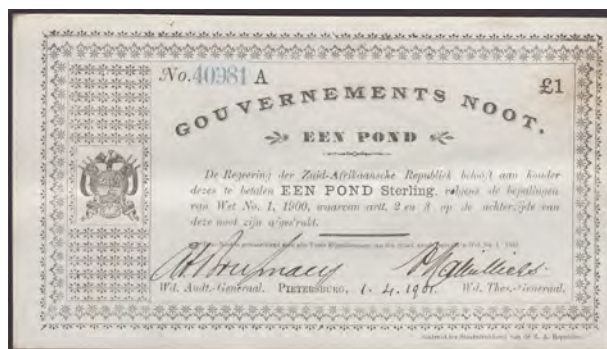 No. 40981 A
£1
GOUVERNEMENTS NOOT.
EEN POND
De Regeering der Zuid-Afrikaansche Republiek belooft aan houder
dezes te betalen EEN POND Sterling, volgens de bepalingen
van Wet No. 1, 1900, waarvan artt. 2 en 3 op de achterzijde van
deze noot zijn afgedrukt.
Wd. Audt.-Generaal. PIETERSBURG, 1. 4. 1901. Wd. Thes.-Generaal.